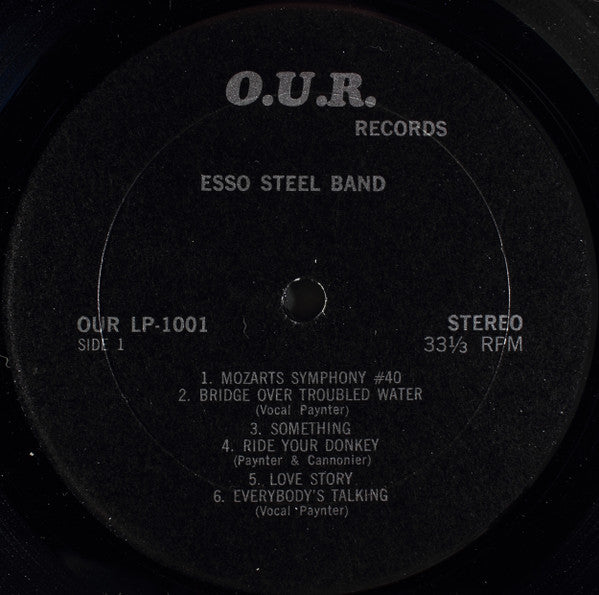 O.U.R.
RECORDS
ESSO STEEL BAND
OUR LP-1001
SIDE 1
STEREO
33⅓ RPM
1. MOZARTS SYMPHONY #40
2. BRIDGE OVER TROUBLED WATER
(Vocal Paynter)
3. SOMETHING
4. RIDE YOUR DONKEY
(Paynter & Cannonier)
5. LOVE STORY
6. EVERYBODY'S TALKING
(Vocal Paynter)